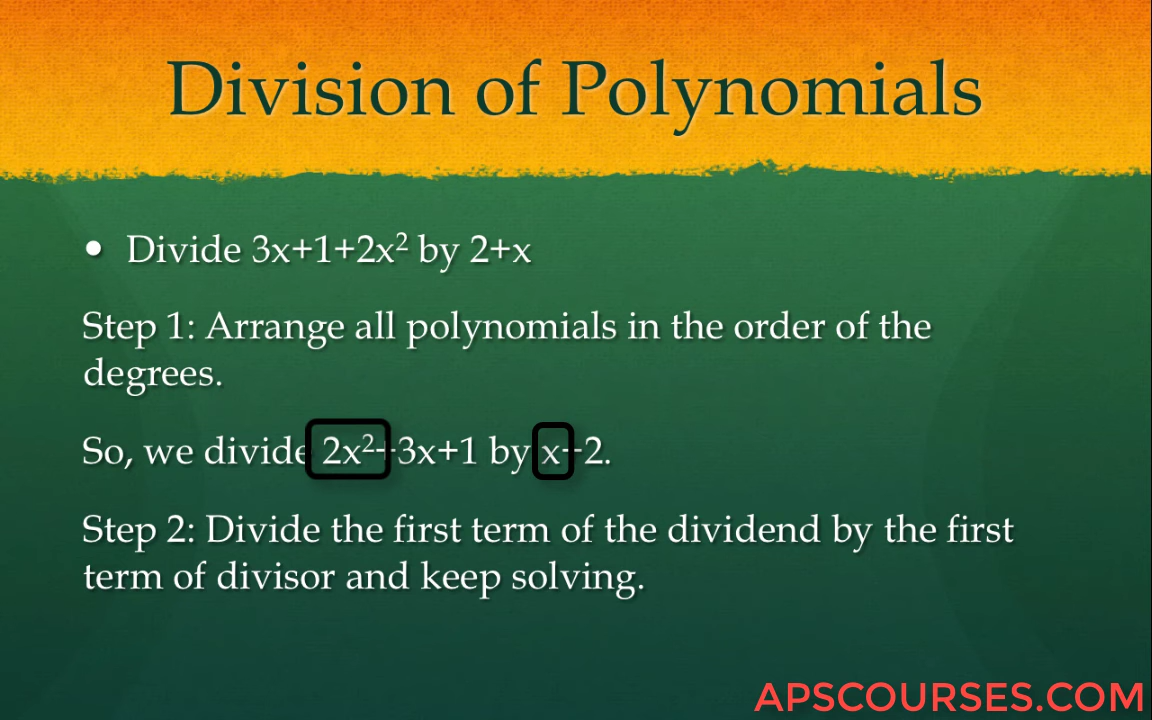 Division of Polynomials
• Divide 3x+1+2x² by 2+x
Step 1: Arrange all polynomials in the order of the
degrees.
So, we divide 2x²+3x+1 by x+2.
Step 2: Divide the first term of the dividend by the first
term of divisor and keep solving.
APSCOURSES.COM